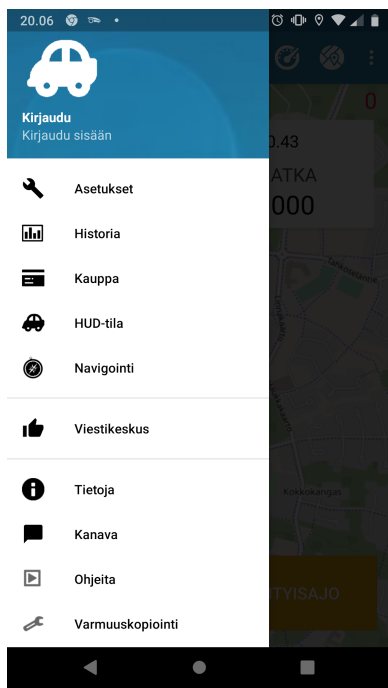 20.06
0
Kirjaudu
Kirjaudu sisään
0.43
ATKA
000
Asetukset
Historia
Kauppa
HUD-tila
Navigointi
Viestikeskus
Kokkokangas
Tietoja
Kanava
Ohjeita
TYISAJO
Varmuuskopiointi